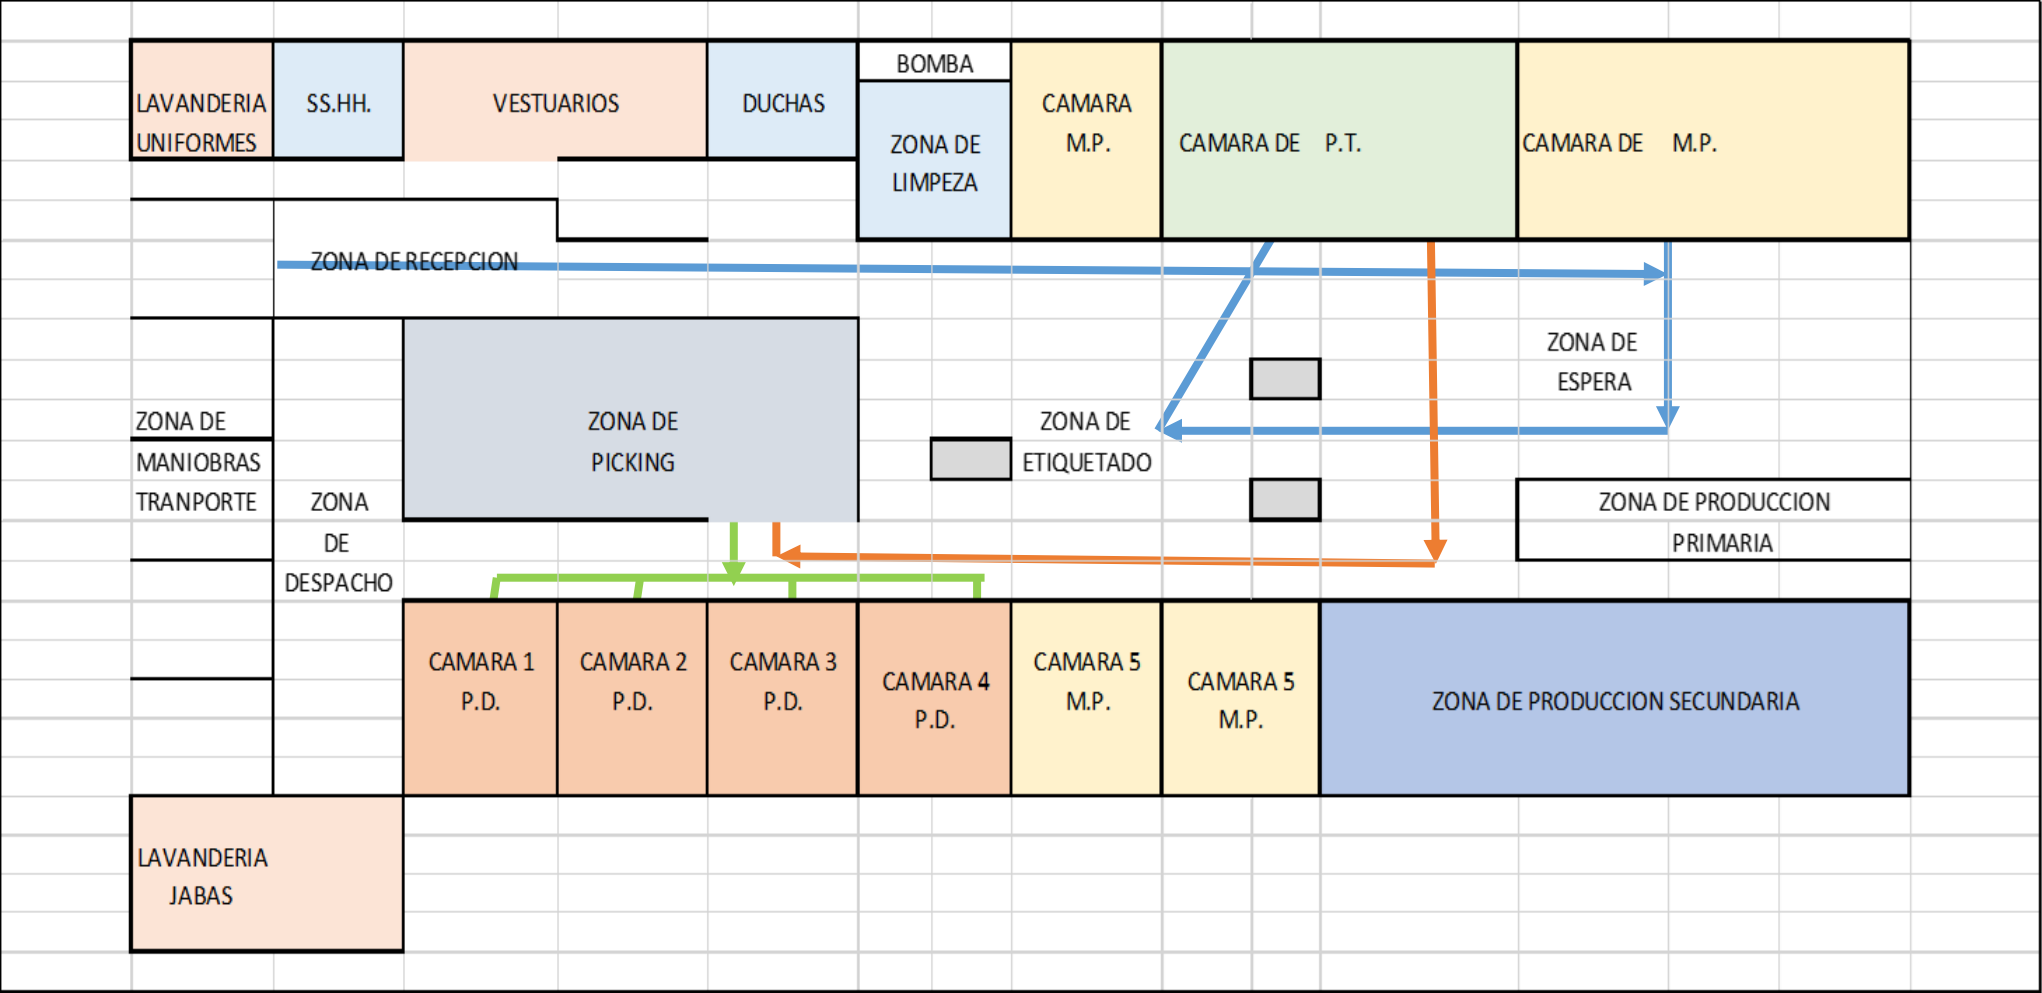 LAVANDERIA
UNIFORMES
SS.HH.
VESTUARIOS
DUCHAS
BOMBA
ZONA DE
LIMPEZA
CAMARA
M.P.
CAMARA DE P.T.
CAMARA DE M.P.
ZONA DE RECEPCION
ZONA DE
ESPERA
ZONA DE
MANIOBRAS
TRANPORTE
ZONA
DE
DESPACHO
ZONA DE
PICKING
ZONA DE
ETIQUETADO
ZONA DE PRODUCCION
PRIMARIA
CAMARA 1
P.D.
CAMARA 2
P.D.
CAMARA 3
P.D.
CAMARA 4
P.D.
CAMARA 5
M.P.
CAMARA 5
M.P.
ZONA DE PRODUCCION SECUNDARIA
LAVANDERIA
JABAS